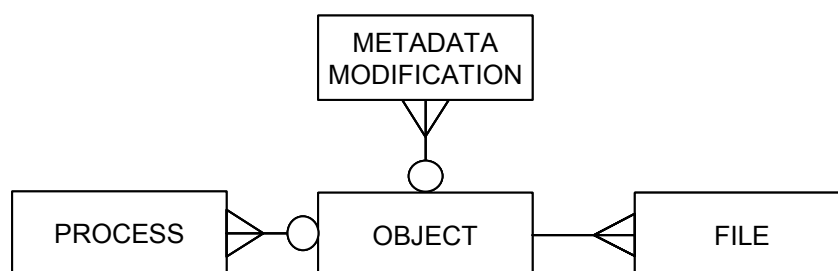 METADATA
MODIFICATION
PROCESS
OBJECT
FILE